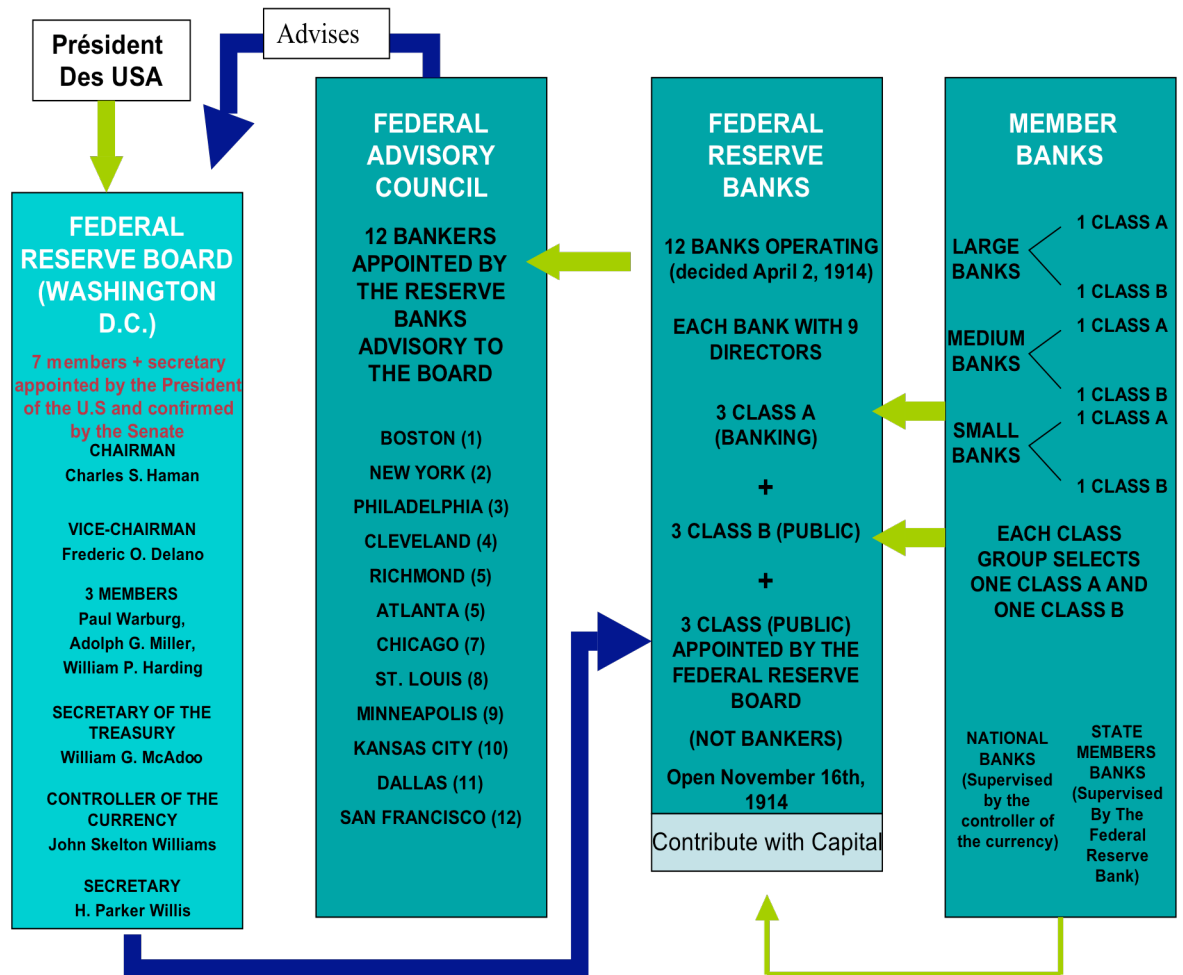 Président
Des USA
Advises
FEDERAL
RESERVE BOARD
(WASHINGTON
D.C.)
7 members + secretary
appointed by the President
of the U.S and confirmed
by the Senate
CHAIRMAN
Charles S. Haman
VICE-CHAIRMAN
Frederic O. Delano
3 MEMBERS
Paul Warburg,
Adolph G. Miller,
William P. Harding
SECRETARY OF THE
TREASURY
William G. McAdoo
CONTROLLER OF THE
CURRENCY
John Skelton Williams
SECRETARY
H. Parker Willis
FEDERAL
ADVISORY
COUNCIL
12 BANKERS
APPOINTED BY
THE RESERVE
BANKS
ADVISORY TO
THE BOARD
BOSTON (1)
NEW YORK (2)
PHILADELPHIA (3)
CLEVELAND (4)
RICHMOND (5)
ATLANTA (5)
CHICAGO (7)
ST. LOUIS (8)
MINNEAPOLIS (9)
KANSAS CITY (10)
DALLAS (11)
SAN FRANCISCO (12)
FEDERAL
RESERVE
BANKS
12 BANKS OPERATING
(decided April 2, 1914)
EACH BANK WITH 9
DIRECTORS
3 CLASS A
(BANKING)
+
3 CLASS B (PUBLIC)
+
3 CLASS (PUBLIC)
APPOINTED BY THE
FEDERAL RESERVE
BOARD
(NOT BANKERS)
Open November 16th,
1914
Contribute with Capital
MEMBER
BANKS
LARGE
BANKS
1 CLASS A
1 CLASS B
MEDIUM
BANKS
1 CLASS A
1 CLASS B
SMALL
BANKS
1 CLASS A
1 CLASS B
EACH CLASS
GROUP SELECTS
ONE CLASS A AND
ONE CLASS B
NATIONAL
BANKS
(Supervised
by the
controller of
the currency)
STATE
MEMBERS
BANKS
(Supervised
By The
Federal
Reserve
Bank)